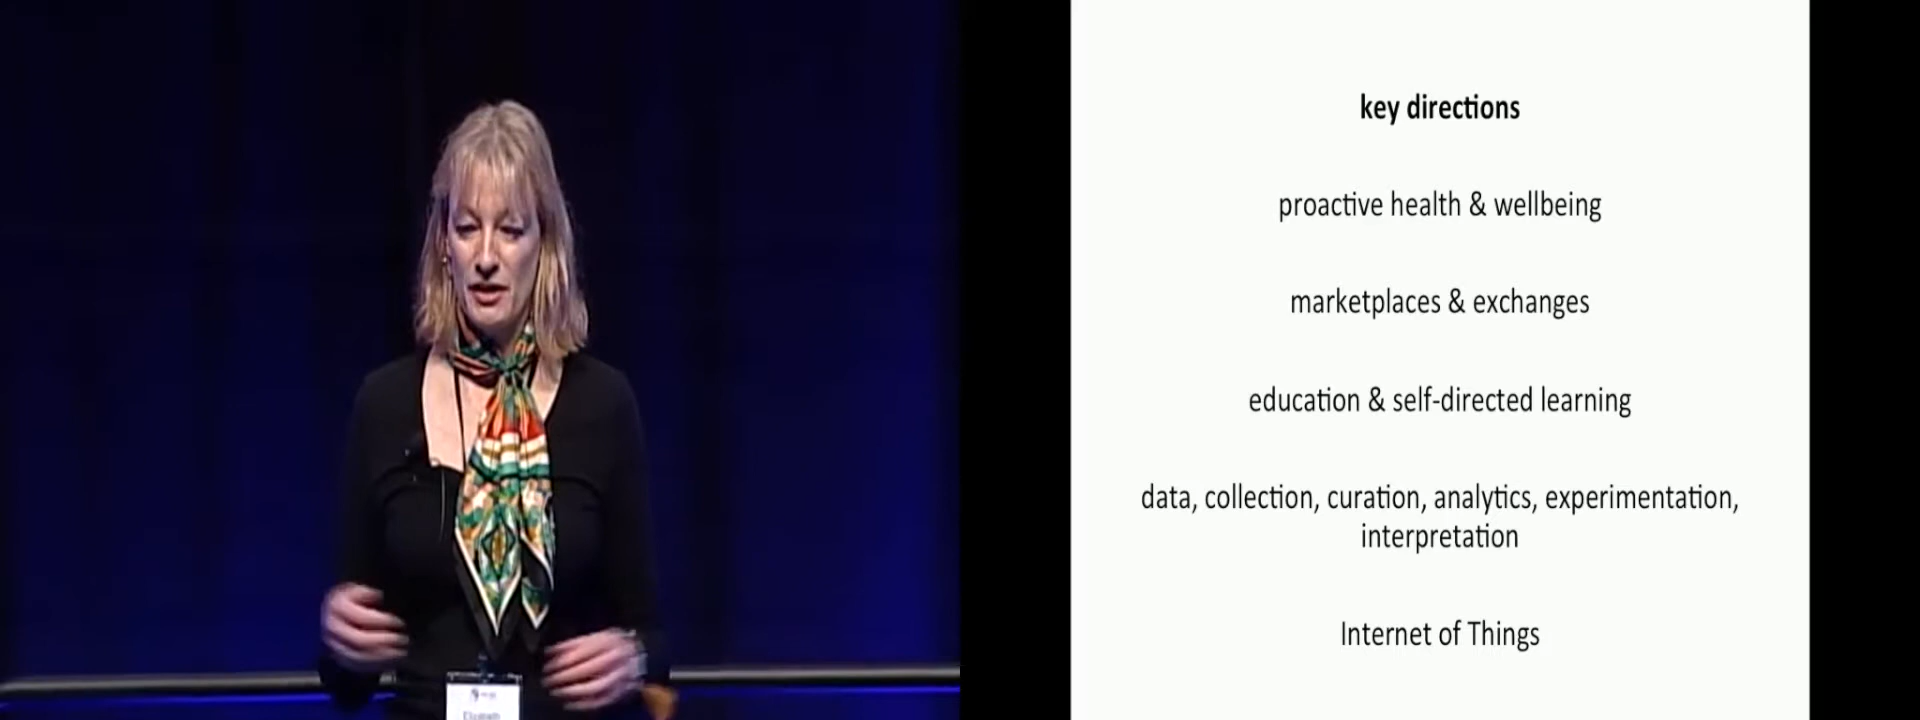 key directions
proactive health & wellbeing
marketplaces & exchanges
education & self-directed learning
data, collection, curation, analytics, experimentation,
interpretation
Internet of Things
Elizabeth